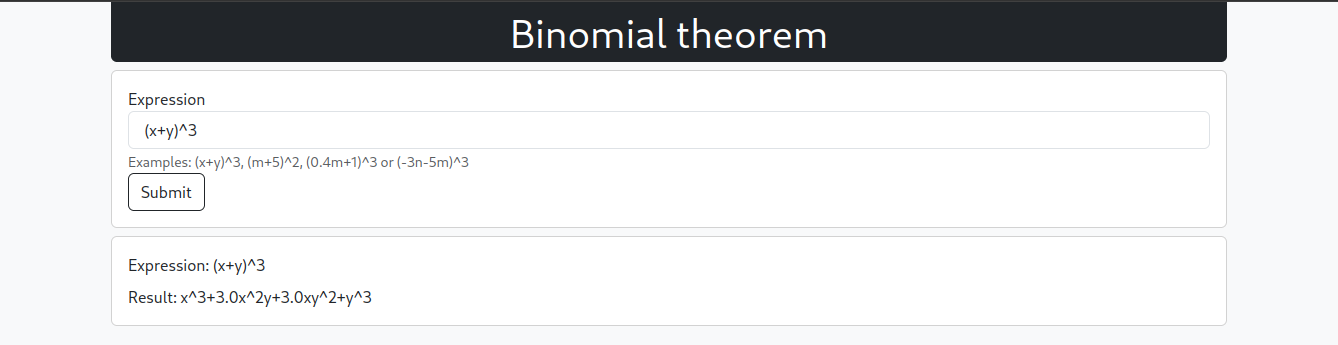 Binomial theorem
Expression
(x+y)^3
Examples: (x+y)^3, (m+5)^2, (0.4m+1)^3 or (-3n-5m)^3
Submit
Expression: (x+y)^3
Result: x^3+3.0x^2y+3.0xy^2+y^3